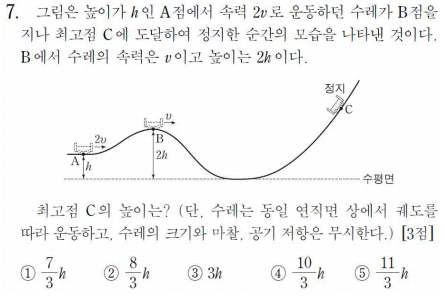 7. 그림은 높이가 h인 A점에서 속력 2v로 운동하던 수레가 B점을
지나 최고점 C에 도달하여 정지한 순간의 모습을 나타낸 것이다.
B에서 수레의 속력은 v이고 높이는 2h이다.
정지
C
v
B
2v
A
h
2h
수평면
최고점 C의 높이는? (단, 수레는 동일 연직면 상에서 궤도를
따라 운동하고, 수레의 크기와 마찰, 공기 저항은 무시한다.) [3점]
① 7/3 h ② 8/3 h ③ 3h ④ 10/3 h ⑤ 11/3 h